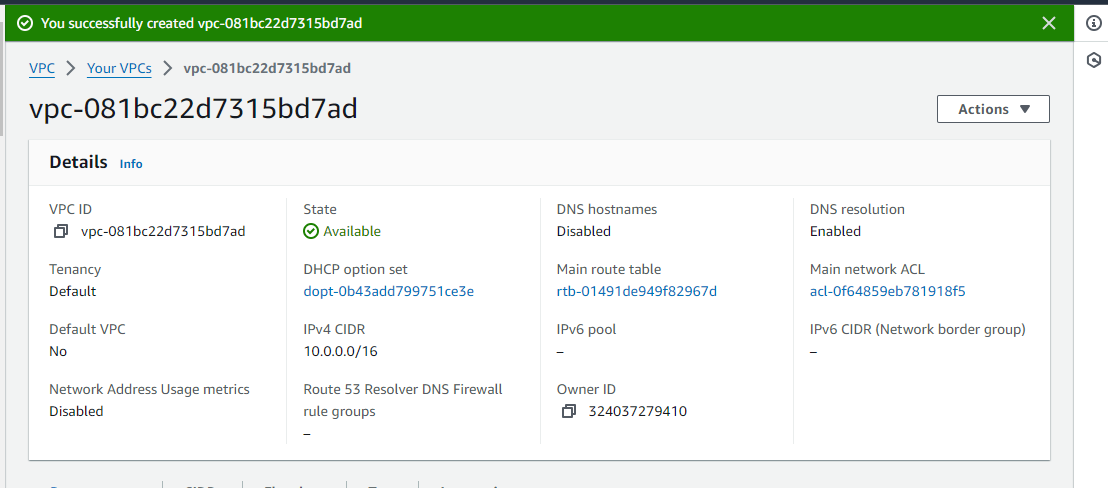 You successfully created vpc-081bc22d7315bd7ad
VPC > Your VPCs > vpc-081bc22d7315bd7ad
vpc-081bc22d7315bd7ad
Actions
Details Info
VPC ID
vpc-081bc22d7315bd7ad
State
Available
DNS hostnames
Disabled
DNS resolution
Enabled
Tenancy
Default
DHCP option set
dopt-0b43add799751ce3e
Main route table
rtb-01491de949f82967d
Main network ACL
acl-0f64859eb781918f5
Default VPC
No
IPv4 CIDR
10.0.0.0/16
IPv6 pool
–
IPv6 CIDR (Network border group)
–
Network Address Usage metrics
Disabled
Route 53 Resolver DNS Firewall
rule groups
–
Owner ID
324037279410